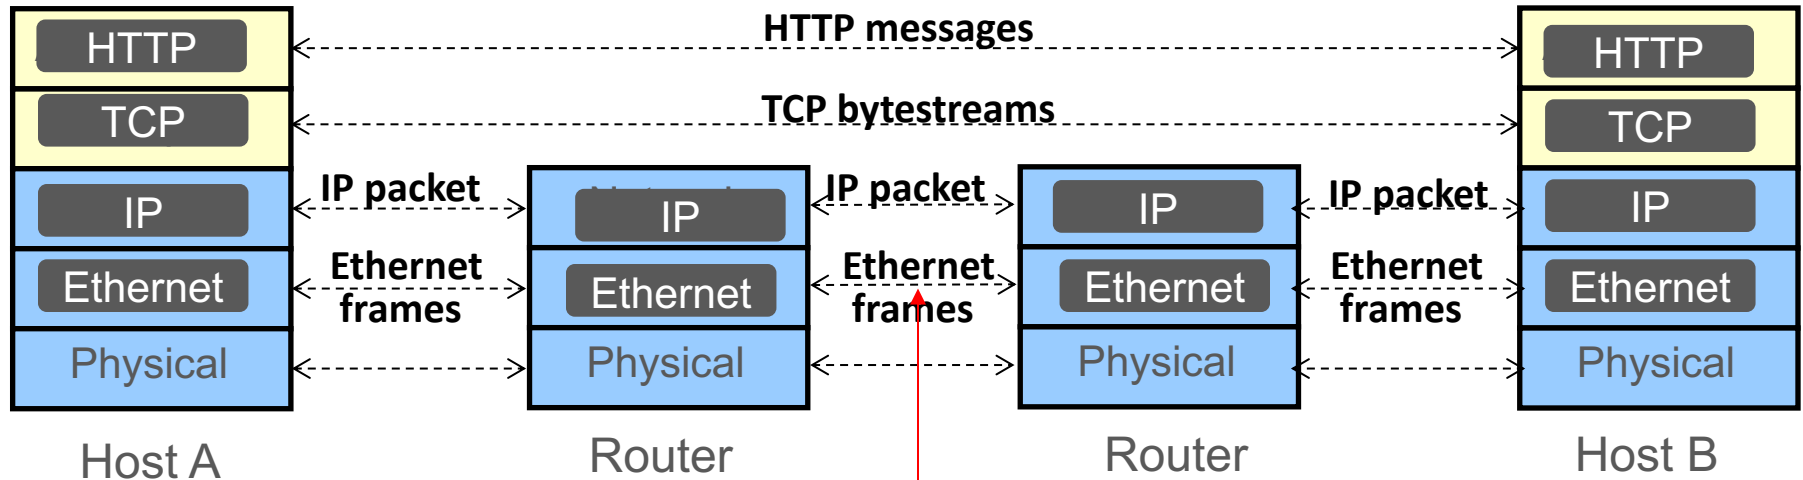 HTTP
HTTP messages
HTTP
TCP
TCP bytestreams
TCP
IP
IP packet
IP
IP packet
IP
IP packet
IP
Ethernet
Ethernet
frames
Ethernet
Ethernet
frames
Ethernet
Ethernet
frames
Ethernet
Physical
Physical
Physical
Physical
Host A
Router
Router
Host B